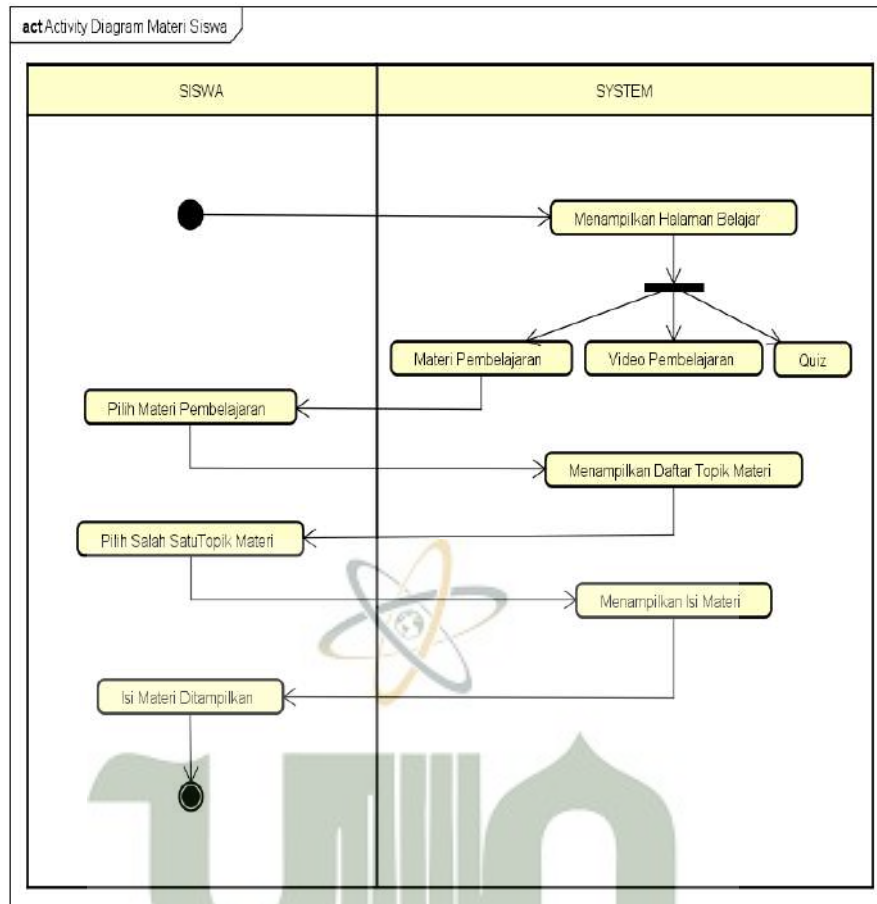 act Activity Diagram Materi Siswa
SISWA
SYSTEM
Menampilkan Halaman Belajar
Materi Pembelajaran
Video Pembelajaran
Quiz
Pilih Materi Pembelajaran
Menampilkan Daftar Topik Materi
Pilih Salah SatuTopik Materi
Menampilkan Isi Materi
Isi Materi Ditampilkan